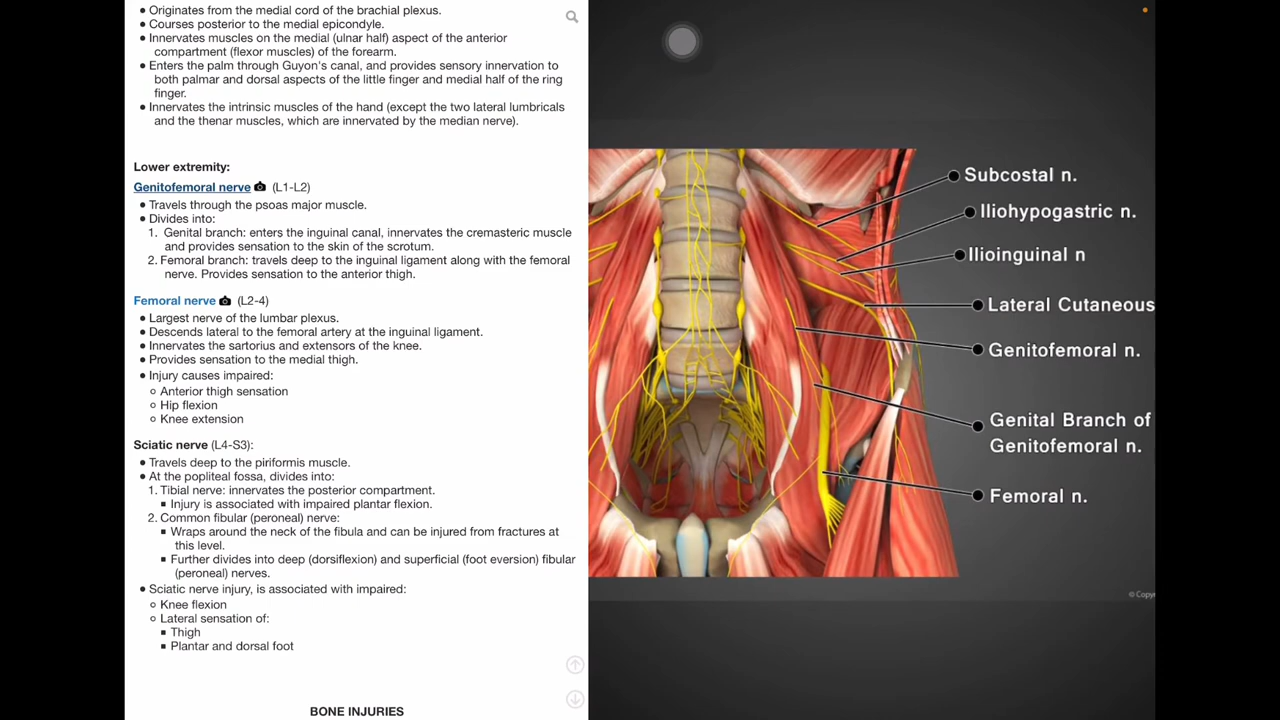 ● Originates from the medial cord of the brachial plexus.
● Courses posterior to the medial epicondyle.
● Innervates muscles on the medial (ulnar half) aspect of the anterior
compartment (flexor muscles) of the forearm.
● Enters the palm through Guyon's canal, and provides sensory innervation to
both palmar and dorsal aspects of the little finger and medial half of the ring
finger.
● Innervates the intrinsic muscles of the hand (except the two lateral lumbricals
and the thenar muscles, which are innervated by the median nerve).
Lower extremity:
Genitofemoral nerve (L1-L2)
● Travels through the psoas major muscle.
● Divides into:
1. Genital branch: enters the inguinal canal, innervates the cremasteric muscle
and provides sensation to the skin of the scrotum.
2. Femoral branch: travels deep to the inguinal ligament along with the femoral
nerve. Provides sensation to the anterior thigh.
Femoral nerve (L2-4)
● Largest nerve of the lumbar plexus.
● Descends lateral to the femoral artery at the inguinal ligament.
● Innervates the sartorius and extensors of the knee.
● Provides sensation to the medial thigh.
● Injury causes impaired:
○ Anterior thigh sensation
○ Hip flexion
○ Knee extension
Sciatic nerve (L4-S3):
● Travels deep to the piriformis muscle.
● At the popliteal fossa, divides into:
1. Tibial nerve: innervates the posterior compartment.
■ Injury is associated with impaired plantar flexion.
2. Common fibular (peroneal) nerve:
■ Wraps around the neck of the fibula and can be injured from fractures at
this level.
■ Further divides into deep (dorsiflexion) and superficial (foot eversion) fibular
(peroneal) nerves.
● Sciatic nerve injury, is associated with impaired:
○ Knee flexion
○ Lateral sensation of:
■ Thigh
■ Plantar and dorsal foot
BONE INJURIES
Subcostal n.
Iliohypogastric n.
Ilioinguinal n
Lateral Cutaneous
Genitofemoral n.
Genital Branch of
Genitofemoral n.
Femoral n.
© Copy